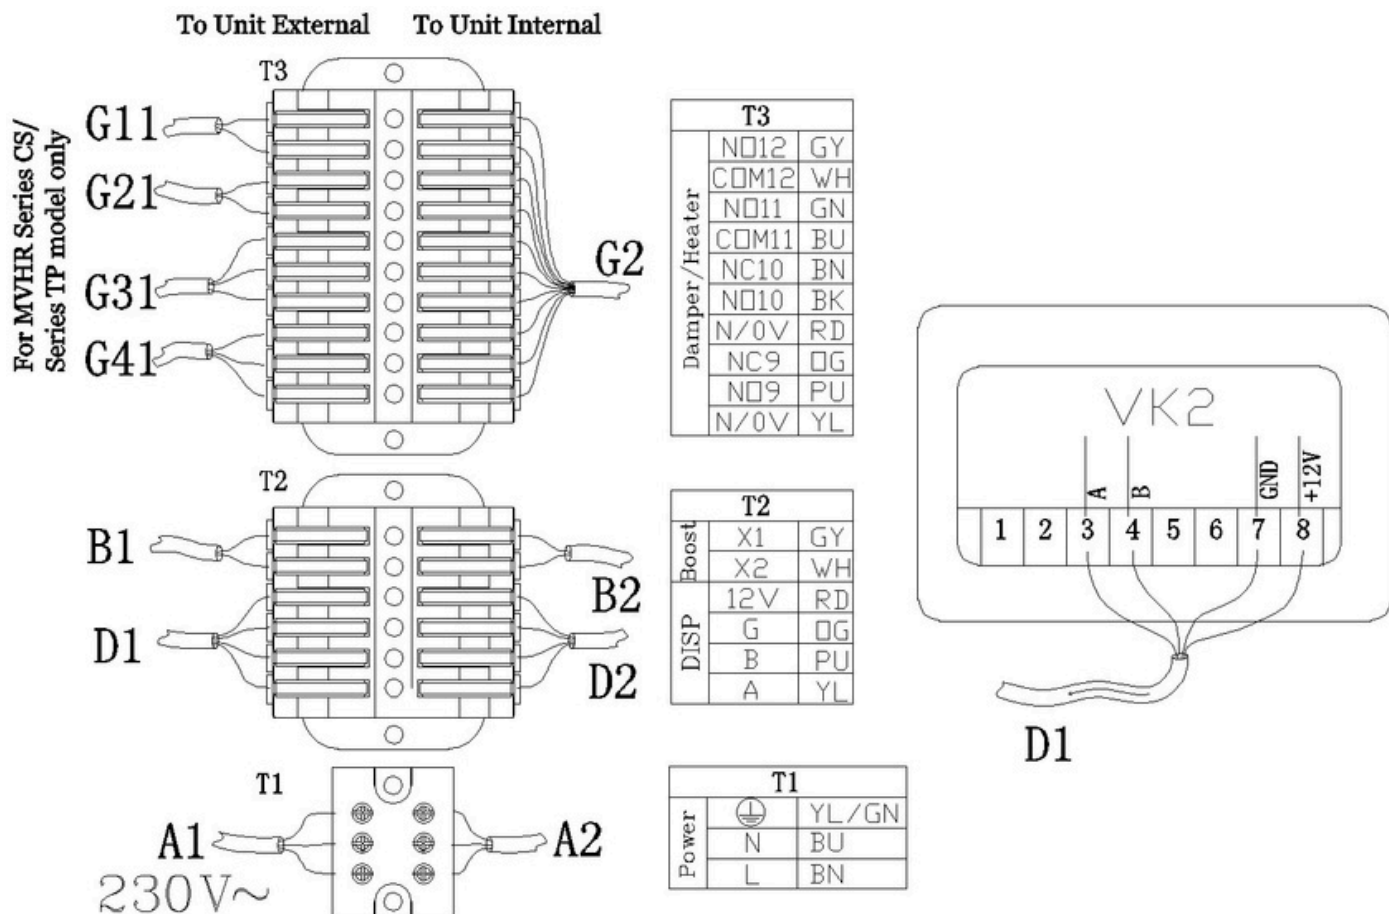 To Unit External To Unit Internal
For MVHR Series CS/
Series TP model only
T3
G11
G21
G31
G41
G2
T3
Damper/Heater
NO12 GY
COM12 WH
NO11 GN
COM11 BU
NC10 BN
NO10 BK
N/0V RD
NC9 OG
NO9 PU
N/0V YL
T2
B1
D1
B2
D2
T2
Boost
X1 GY
X2 WH
DISP
12V RD
G OG
B PU
A YL
VK2
A B GND +12V
1 2 3 4 5 6 7 8
D1
T1
A1
A2
230V~
T1
Power
YL/GN
N BU
L BN